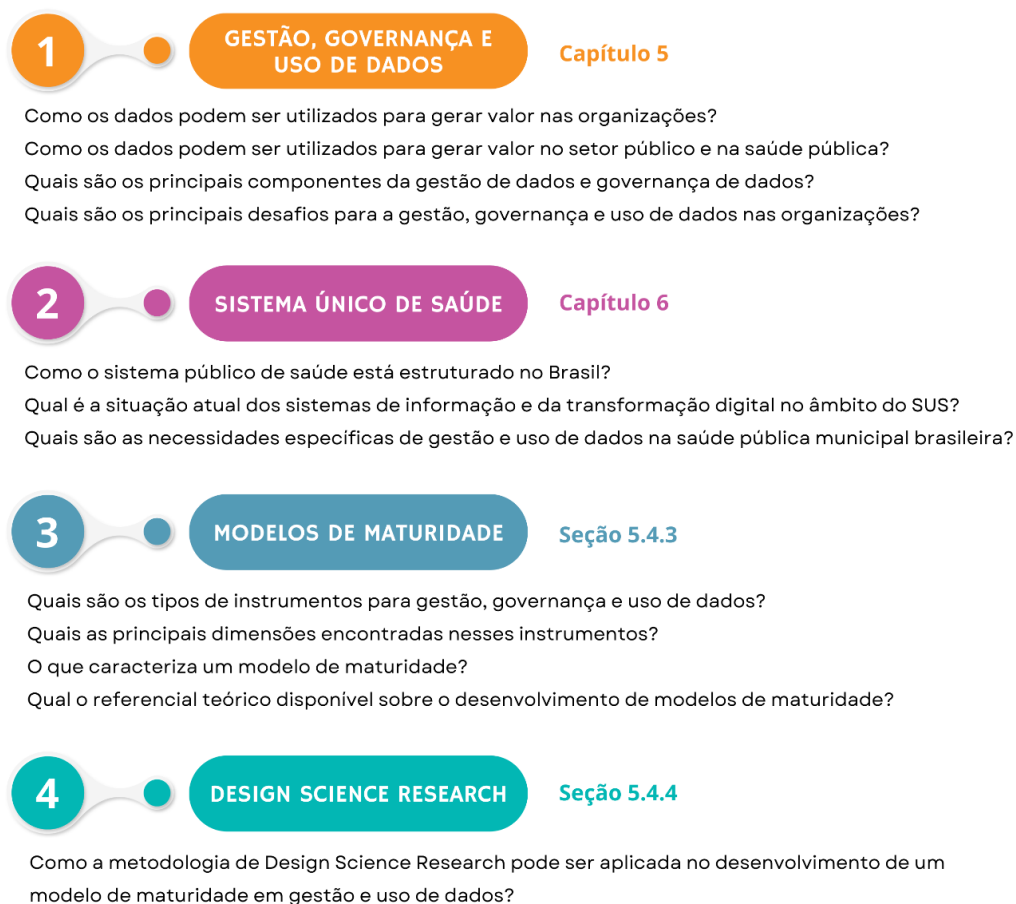 1
GESTÃO, GOVERNANÇA E
USO DE DADOS
Capítulo 5
Como os dados podem ser utilizados para gerar valor nas organizações?
Como os dados podem ser utilizados para gerar valor no setor público e na saúde pública?
Quais são os principais componentes da gestão de dados e governança de dados?
Quais são os principais desafios para a gestão, governança e uso de dados nas organizações?
2
SISTEMA ÚNICO DE SAÚDE
Capítulo 6
Como o sistema público de saúde está estruturado no Brasil?
Qual é a situação atual dos sistemas de informação e da transformação digital no âmbito do SUS?
Quais são as necessidades específicas de gestão e uso de dados na saúde pública municipal brasileira?
3
MODELOS DE MATURIDADE
Seção 5.4.3
Quais são os tipos de instrumentos para gestão, governança e uso de dados?
Quais as principais dimensões encontradas nesses instrumentos?
O que caracteriza um modelo de maturidade?
Qual o referencial teórico disponível sobre o desenvolvimento de modelos de maturidade?
4
DESIGN SCIENCE RESEARCH
Seção 5.4.4
Como a metodologia de Design Science Research pode ser aplicada no desenvolvimento de um
modelo de maturidade em gestão e uso de dados?